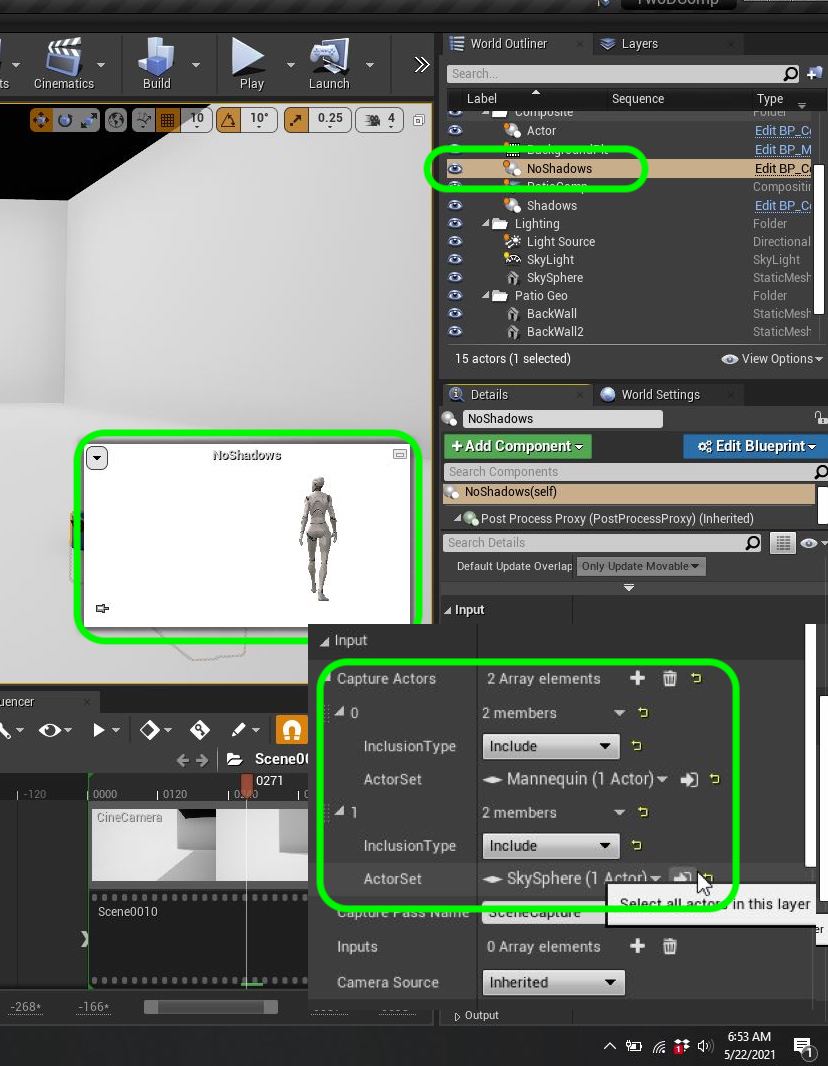 TwoDComp
World Outliner
Layers
Cinematics
Build
Play
Launch
Search...
Label
Sequence
Type
10
10°
0.25
4
Composite
Folder
Actor
Edit BP_Co
BackgroundPlt
Edit BP_M
NoShadows
Edit BP_Co
PatioComp
Compositin
Shadows
Edit BP_Co
Lighting
Folder
Light Source
Directional
SkyLight
SkyLight
SkySphere
StaticMesh
Patio Geo
Folder
BackWall
StaticMesh
BackWall2
StaticMesh
15 actors (1 selected)
View Options
Details
World Settings
NoShadows
+ Add Component
Edit Blueprint
Search Components
NoShadows(self)
Post Process Proxy (PostProcessProxy) (Inherited)
Search Details
Default Update Overlap
Only Update Movable
Input
NoShadows
Input
Capture Actors
2 Array elements
0
2 members
InclusionType
Include
ActorSet
Mannequin (1 Actor)
1
2 members
InclusionType
Include
ActorSet
SkySphere (1 Actor)
Select all actors in this layer
Capture Pass Name
SceneCapture
Inputs
0 Array elements
Camera Source
Inherited
Output
uencer
Scene00
0271
-120
0000
0120
CineCamera
Scene0010
-268*
-166*
6:53 AM
5/22/2021
1